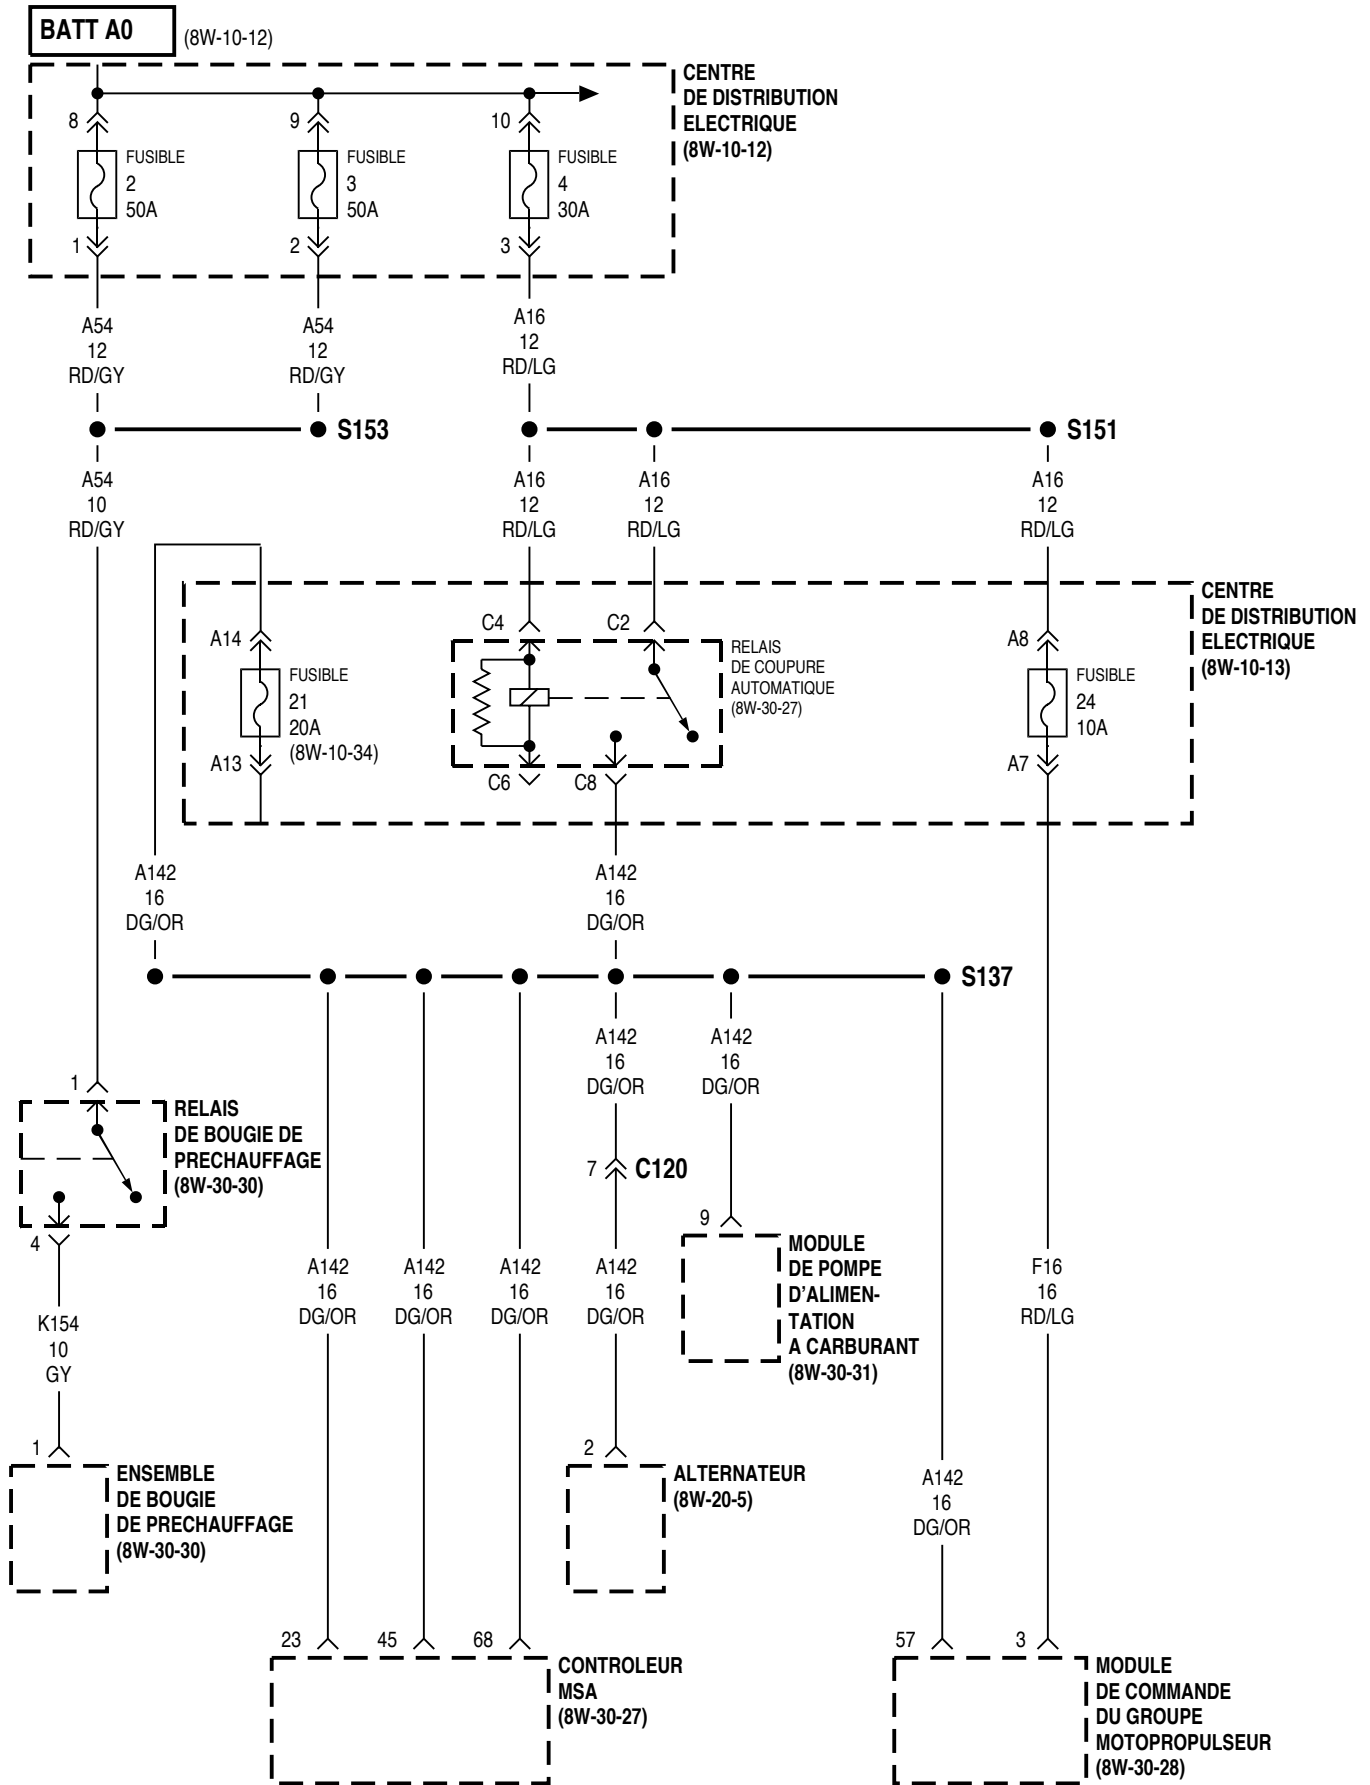 BATT A0
(8W-10-12)
CENTRE
DE DISTRIBUTION
ELECTRIQUE
(8W-10-12)
8
9
10
FUSIBLE
2
50A
FUSIBLE
3
50A
FUSIBLE
4
30A
1
2
3
A54
12
RD/GY
A54
12
RD/GY
A16
12
RD/LG
S153
S151
A54
10
RD/GY
A16
12
RD/LG
A16
12
RD/LG
A16
12
RD/LG
CENTRE
DE DISTRIBUTION
ELECTRIQUE
(8W-10-13)
A14
FUSIBLE
21
20A
(8W-10-34)
A13
C4
C2
RELAIS
DE COUPURE
AUTOMATIQUE
(8W-30-27)
C6
C8
A8
FUSIBLE
24
10A
A7
A142
16
DG/OR
A142
16
DG/OR
S137
A142
16
DG/OR
A142
16
DG/OR
1
RELAIS
DE BOUGIE DE
PRECHAUFFAGE
(8W-30-30)
4
7
C120
9
MODULE
DE POMPE
D'ALIMEN-
TATION
A CARBURANT
(8W-30-31)
A142
16
DG/OR
A142
16
DG/OR
A142
16
DG/OR
A142
16
DG/OR
F16
16
RD/LG
K154
10
GY
1
ENSEMBLE
DE BOUGIE
DE PRECHAUFFAGE
(8W-30-30)
2
ALTERNATEUR
(8W-20-5)
A142
16
DG/OR
23
45
68
CONTROLEUR
MSA
(8W-30-27)
57
3
MODULE
DE COMMANDE
DU GROUPE
MOTOPROPULSEUR
(8W-30-28)